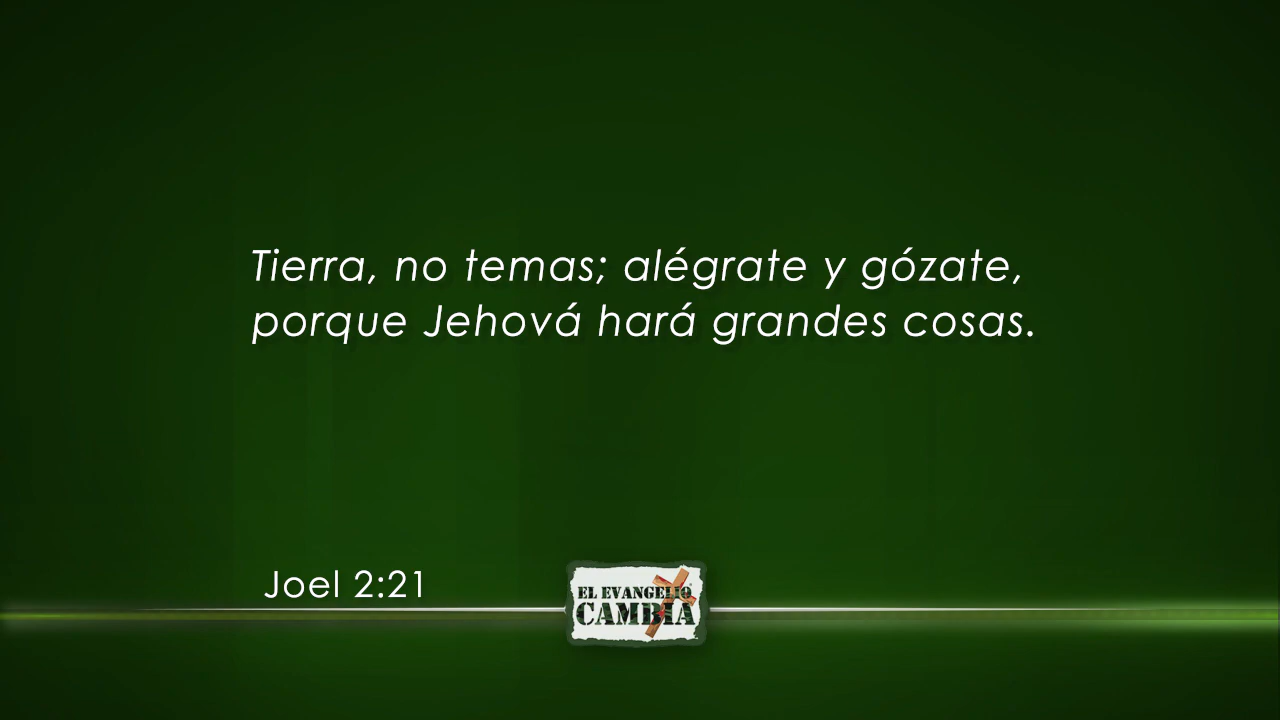 Tierra, no temas; alégrate y gózate,
porque Jehová hará grandes cosas.
Joel 2:21
EL EVANGELIO
CAMBIA